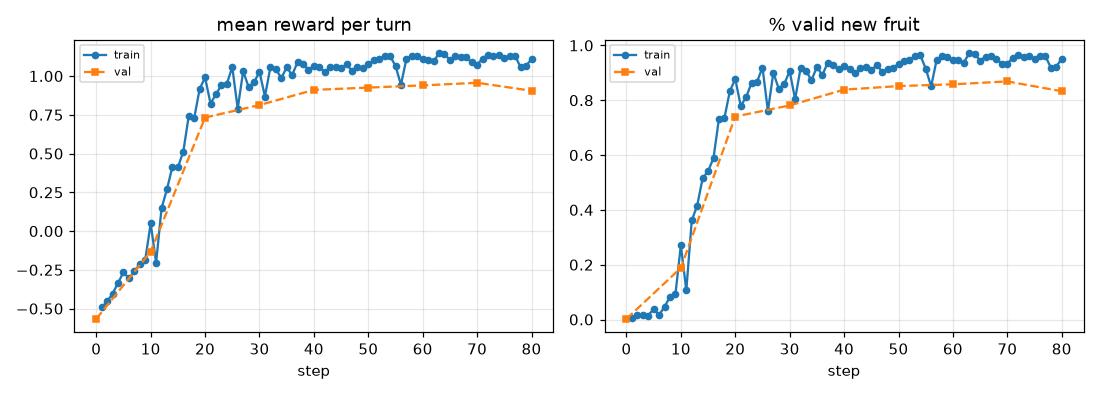 mean reward per turn
train
val
1.00
0.75
0.50
0.25
0.00
−0.25
−0.50
0 10 20 30 40 50 60 70 80
step
% valid new fruit
train
val
1.0
0.8
0.6
0.4
0.2
0.0
0 10 20 30 40 50 60 70 80
step